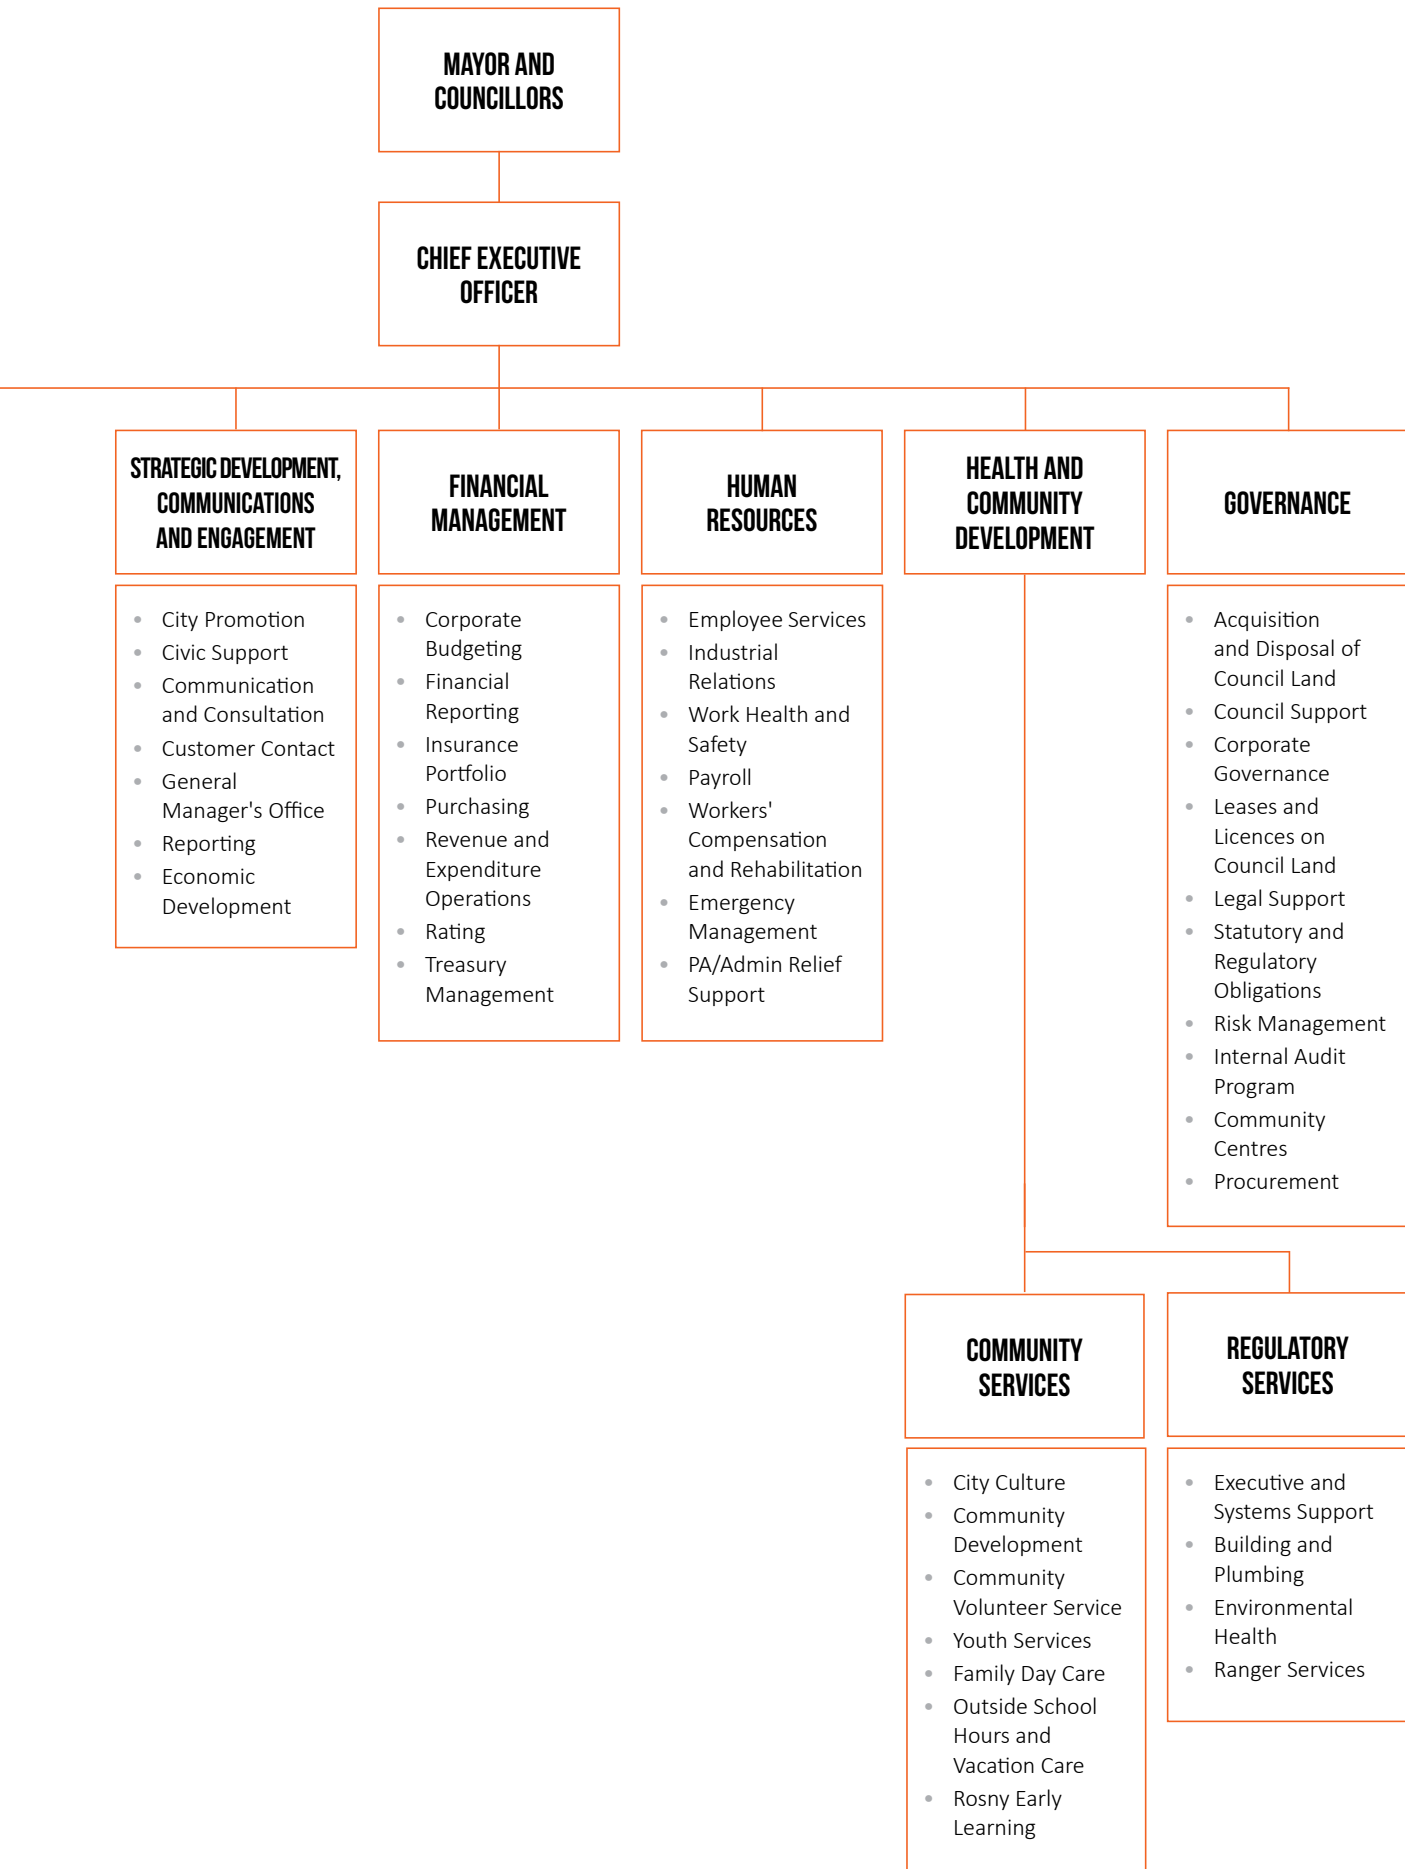 MAYOR AND
COUNCILLORS
CHIEF EXECUTIVE
OFFICER
STRATEGIC DEVELOPMENT,
COMMUNICATIONS
AND ENGAGEMENT
City Promotion
Civic Support
Communication
and Consultation
Customer Contact
General
Manager's Office
Reporting
Economic
Development
FINANCIAL
MANAGEMENT
Corporate
Budgeting
Financial
Reporting
Insurance
Portfolio
Purchasing
Revenue and
Expenditure
Operations
Rating
Treasury
Management
HUMAN
RESOURCES
Employee Services
Industrial
Relations
Work Health and
Safety
Payroll
Workers'
Compensation
and Rehabilitation
Emergency
Management
PA/Admin Relief
Support
HEALTH AND
COMMUNITY
DEVELOPMENT
GOVERNANCE
Acquisition
and Disposal of
Council Land
Council Support
Corporate
Governance
Leases and
Licences on
Council Land
Legal Support
Statutory and
Regulatory
Obligations
Risk Management
Internal Audit
Program
Community
Centres
Procurement
COMMUNITY
SERVICES
City Culture
Community
Development
Community
Volunteer Service
Youth Services
Family Day Care
Outside School
Hours and
Vacation Care
Rosny Early
Learning
REGULATORY
SERVICES
Executive and
Systems Support
Building and
Plumbing
Environmental
Health
Ranger Services